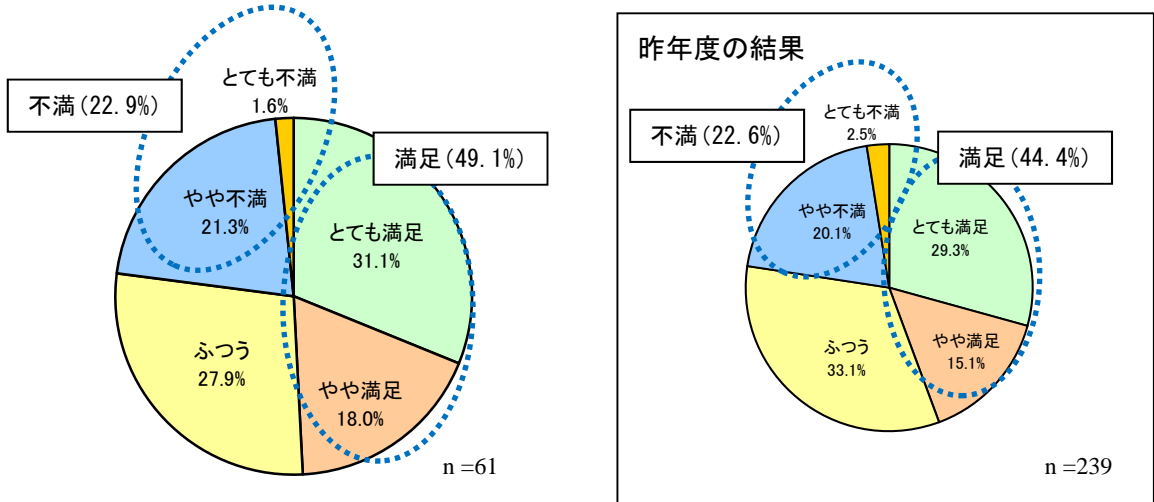 とても不満
1.6%
不満(22.9%)
満足(49.1%)
やや不満
21.3%
とても満足
31.1%
ふつう
27.9%
やや満足
18.0%
n =61
昨年度の結果
とても不満
2.5%
不満(22.6%)
満足(44.4%)
やや不満
20.1%
とても満足
29.3%
ふつう
33.1%
やや満足
15.1%
n =239